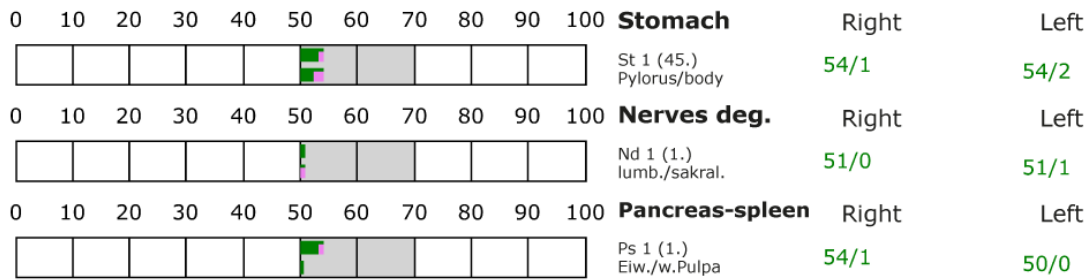 0 10 20 30 40 50 60 70 80 90 100 Stomach Right Left
St 1 (45.)
Pylorus/body
54/1 54/2
0 10 20 30 40 50 60 70 80 90 100 Nerves deg. Right Left
Nd 1 (1.)
lumb./sakral.
51/0 51/1
0 10 20 30 40 50 60 70 80 90 100 Pancreas-spleen Right Left
Ps 1 (1.)
Eiw./w.Pulpa
54/1 50/0